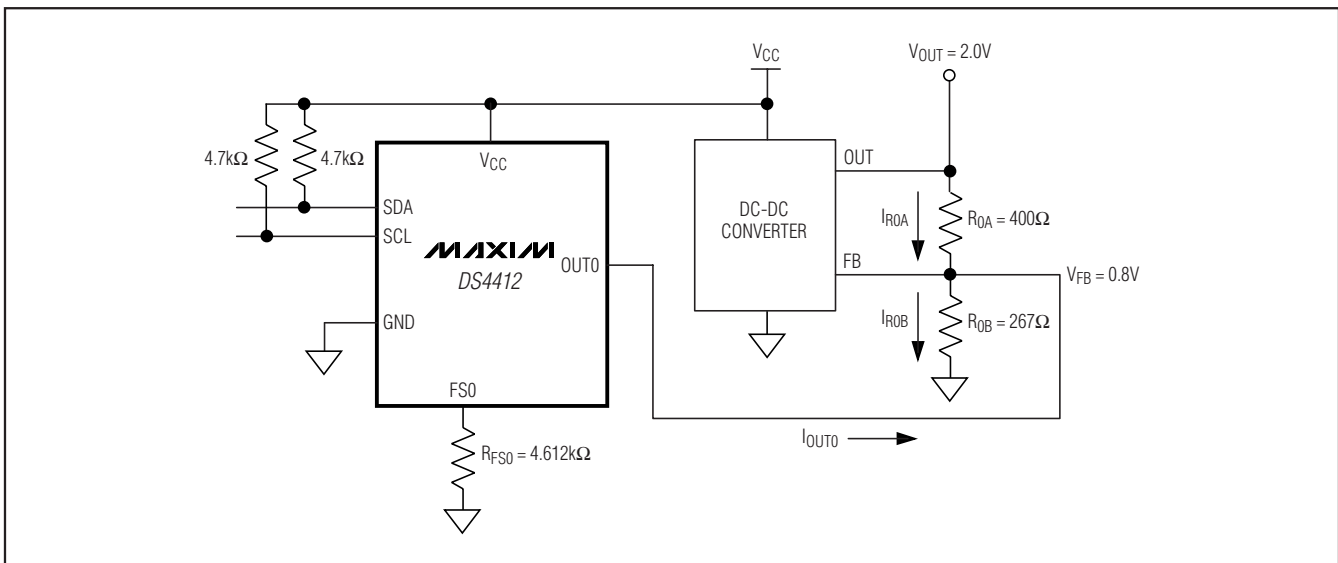 VCC
VOUT = 2.0V
4.7kΩ
4.7kΩ
VCC
SDA
SCL
MAXIM
DS4412
OUT0
GND
FS0
RFS0 = 4.612kΩ
OUT
DC-DC
CONVERTER
FB
IR0A
R0A = 400Ω
VFB = 0.8V
IR0B
R0B = 267Ω
IOUT0